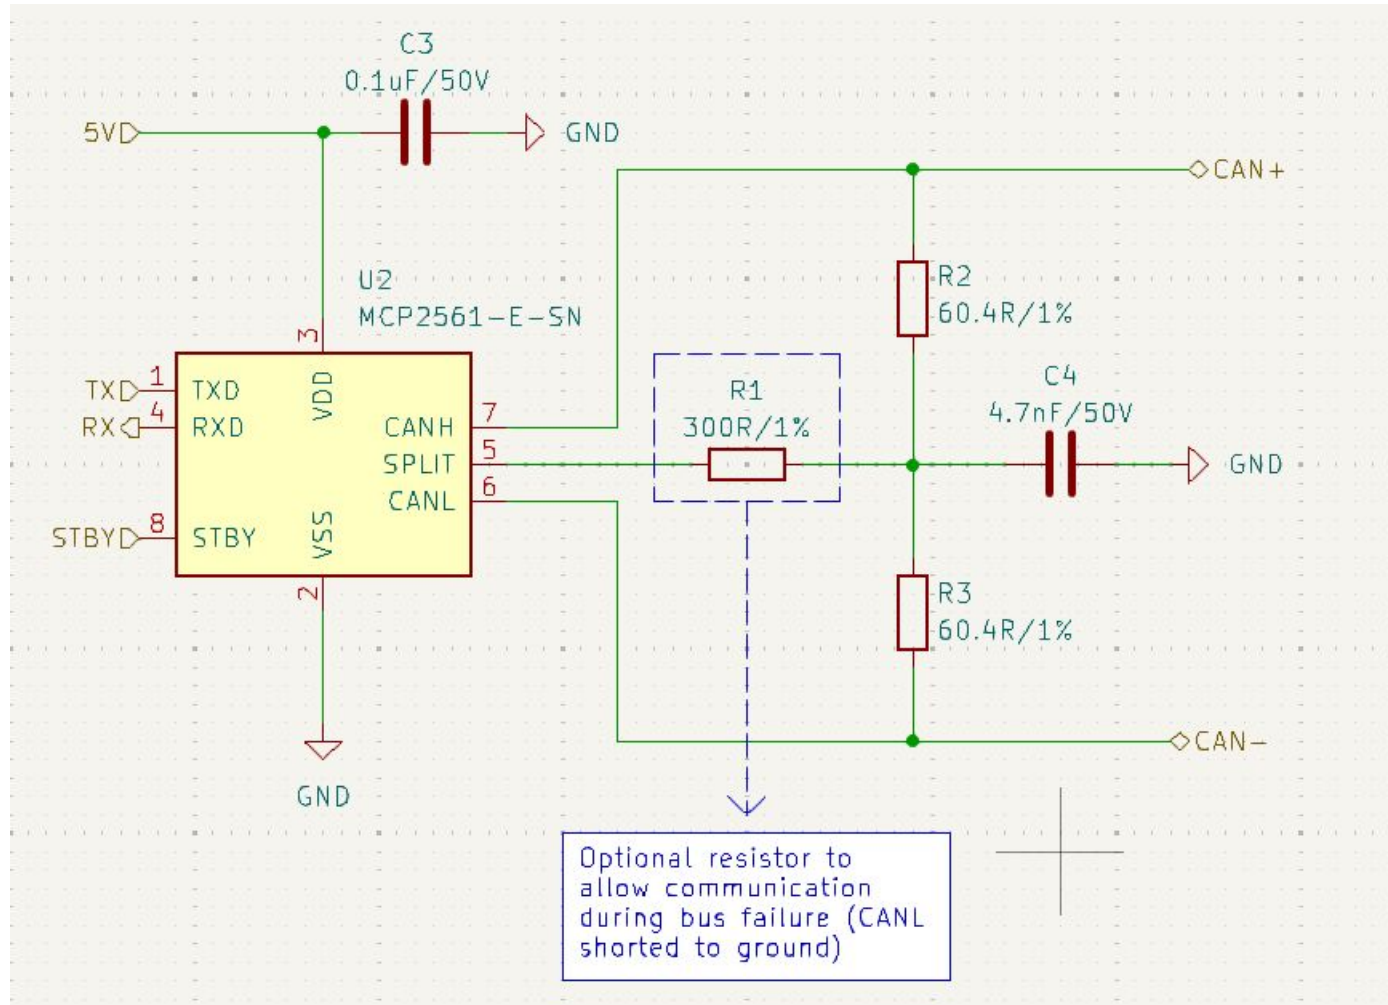 C3
0.1uF/50V
5V
GND
CAN+
U2
MCP2561-E-SN
R2
60.4R/1%
3
VDD
TX
1
TXD
RX
4
RXD
CANH
7
SPLIT
5
CANL
6
R1
300R/1%
C4
4.7nF/50V
GND
STBY
8
STBY
VSS
2
R3
60.4R/1%
CAN-
GND
Optional resistor to
allow communication
during bus failure (CANL
shorted to ground)